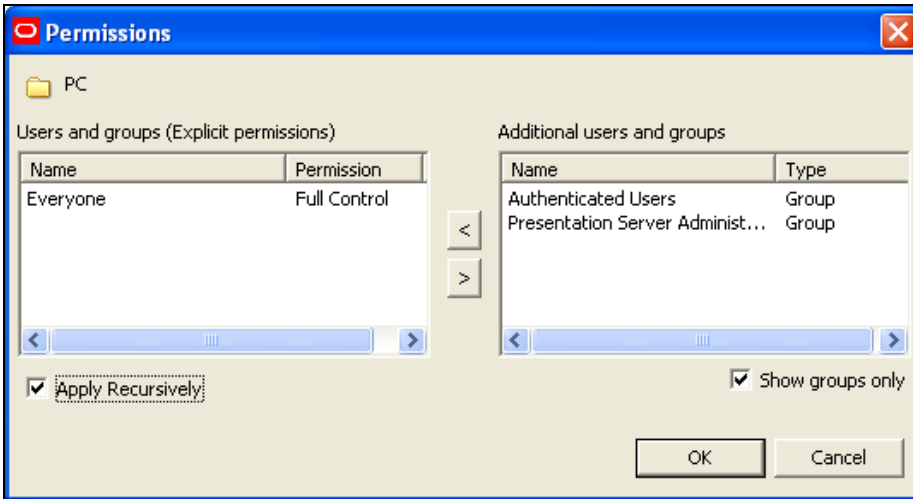 Permissions
PC
Users and groups (Explicit permissions)
Name Permission
Everyone Full Control
<
>
Apply Recursively
Additional users and groups
Name Type
Authenticated Users Group
Presentation Server Administ... Group
Show groups only
OK Cancel